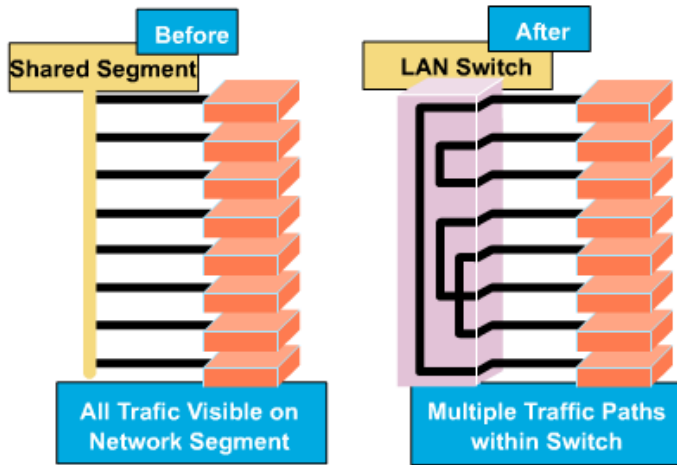 Before
Shared Segment
All Trafic Visible on
Network Segment
After
LAN Switch
Multiple Traffic Paths
within Switch